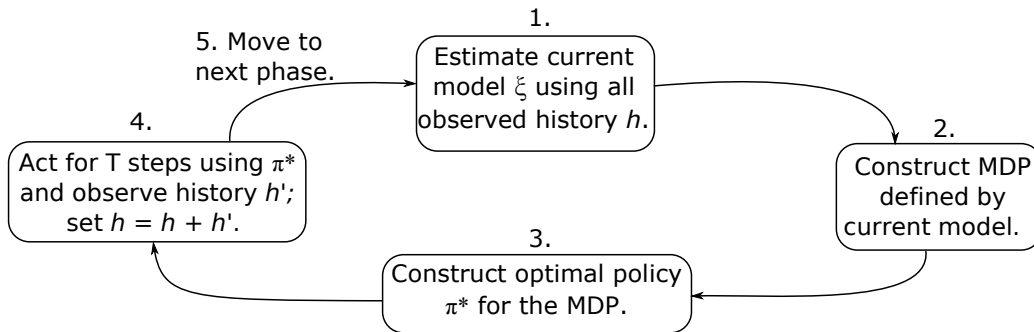 1.
Estimate current
model ξ using all
observed history h.
2.
Construct MDP
defined by
current model.
3.
Construct optimal policy
π* for the MDP.
4.
Act for T steps using π*
and observe history h';
set h = h + h'.
5. Move to
next phase.